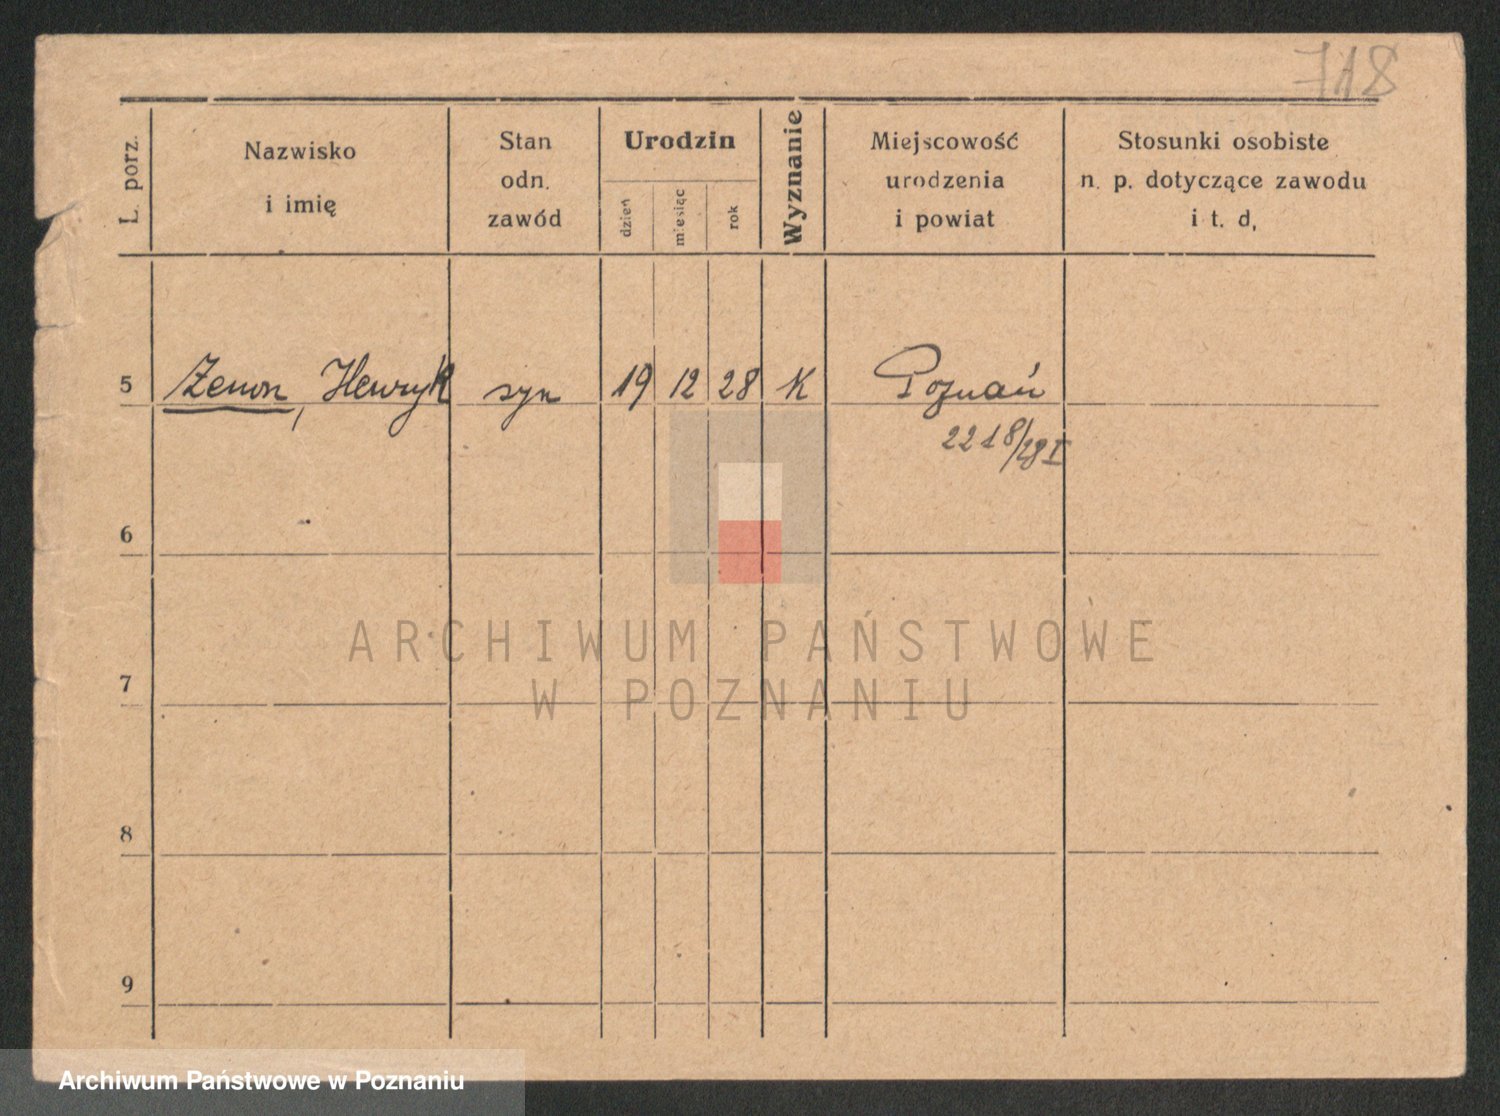 718
L. porz.
Nazwisko
i imię
Stan
odn.
zawód
Urodzin
dzień
miesiąc
rok
Wyznanie
Miejscowość
urodzenia
i powiat
Stosunki osobiste
n. p. dotyczące zawodu
i t. d,
5 Zenon, Henryk syn 19 12 28 K Poznań
2218/28 I
6
ARCHIWUM PAŃSTWOWE
W POZNANIU
7
8
9
Archiwum Państwowe w Poznaniu